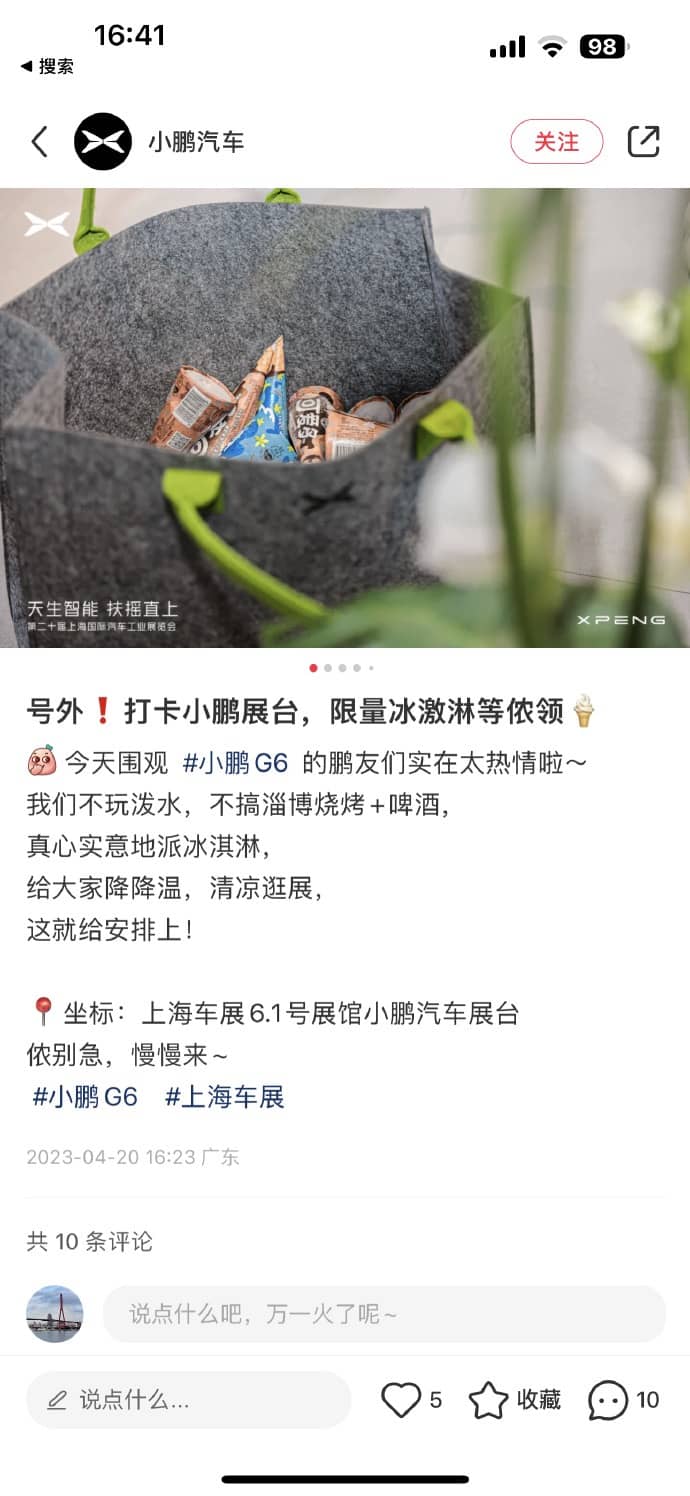 16:41
98
◀ 搜索
小鹏汽车
关注
天生智能 扶摇直上
第二十届上海国际汽车工业展览会
XPENG
号外❗打卡小鹏展台，限量冰激淋等侬领🍦
今天围观 #小鹏G6 的鹏友们实在太热情啦～
我们不玩泼水，不搞淄博烧烤+啤酒，
真心实意地派冰淇淋，
给大家降降温，清凉逛展，
这就给安排上！
📍坐标：上海车展6.1号展馆小鹏汽车展台
侬别急，慢慢来~
#小鹏G6 #上海车展
2023-04-20 16:23 广东
共 10 条评论
说点什么吧，万一火了呢~
说点什么...
5
收藏
10